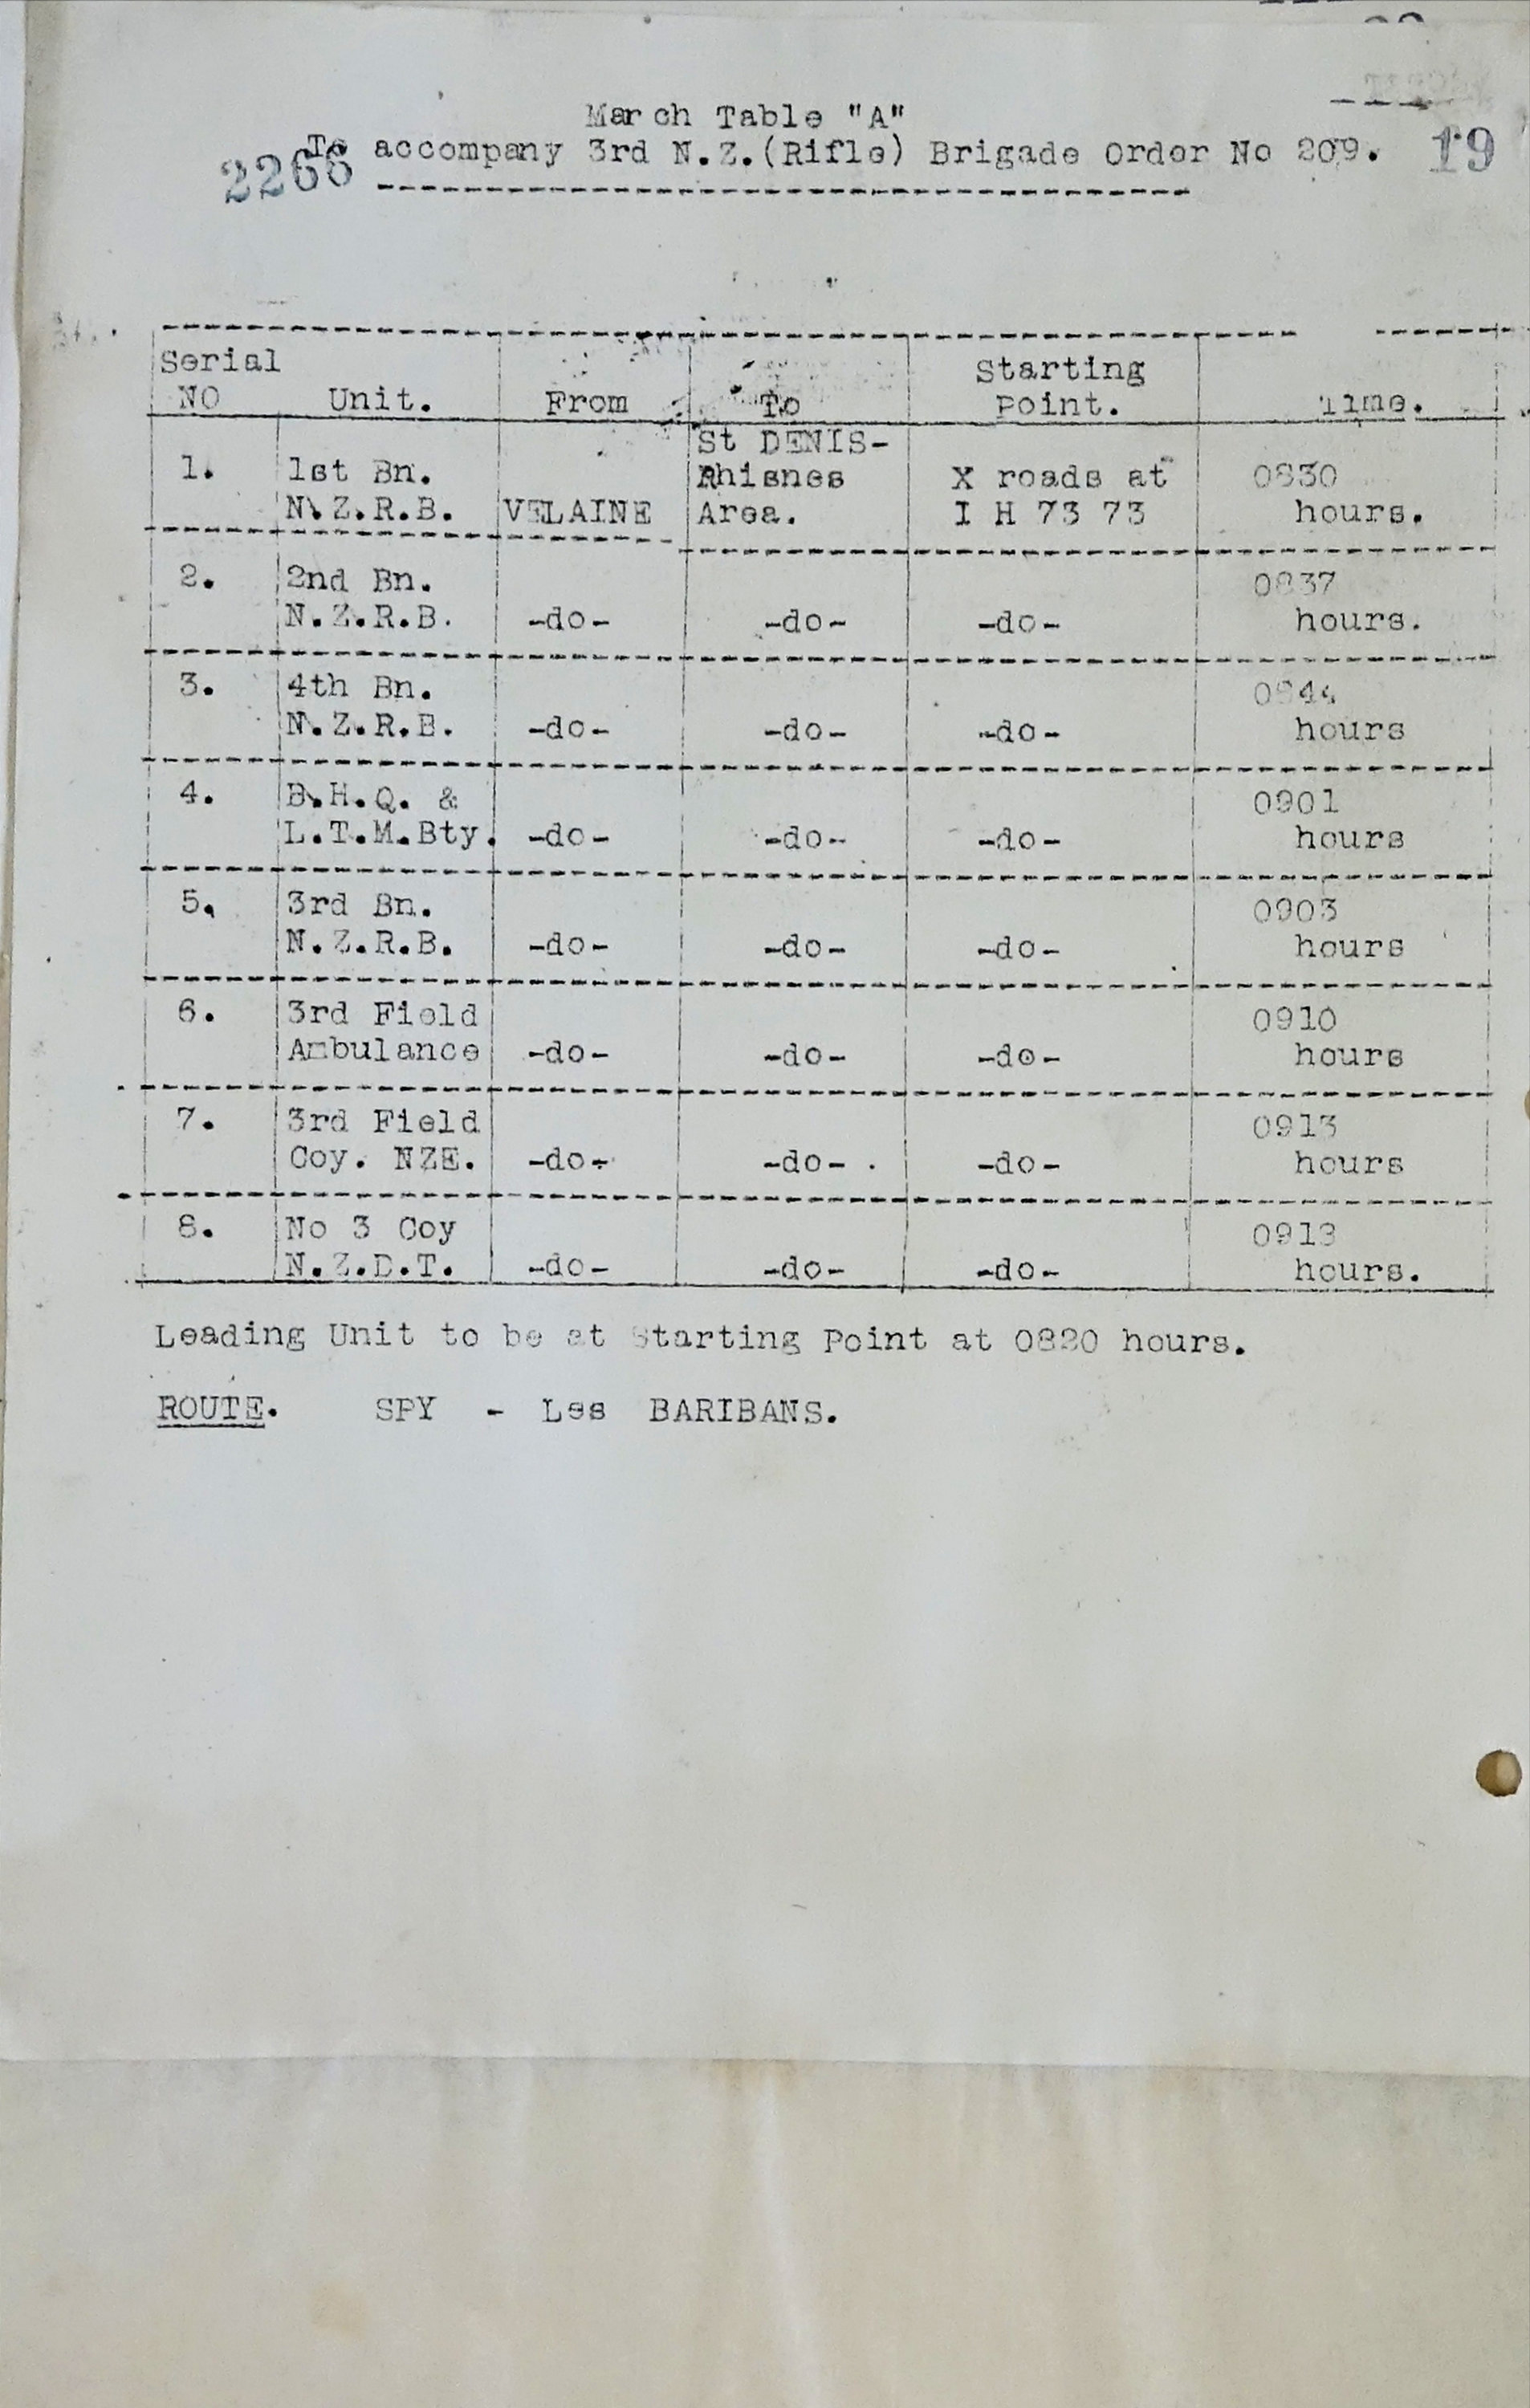 March Table "A"
To accompany 3rd N.Z.(Rifle) Brigade Order No 209. 19
2266
Serial NO Unit. From To Starting Point. Time.
St DENIS-
1. 1st Bn. Rhisnes X roads at 0830
N.Z.R.B. VELAINE Area. I H 73 73 hours.
2. 2nd Bn. 0837
N.Z.R.B. -do- -do- -do- hours.
3. 4th Bn. 0844
N.Z.R.B. -do- -do- -do- hours
4. B.H.Q. & 0901
L.T.M.Bty. -do- -do- -do- hours
5. 3rd Bn. 0903
N.Z.R.B. -do- -do- -do- hours
6. 3rd Field 0910
Ambulance -do- -do- -do- hours
7. 3rd Field 0913
Coy. NZE. -do- -do- -do- hours
8. No 3 Coy
N.Z.D.T. -do- -do- -do- hours.
Leading Unit to be at Starting Point at 0820 hours.
ROUTE. SPY - Les BARIBANS.